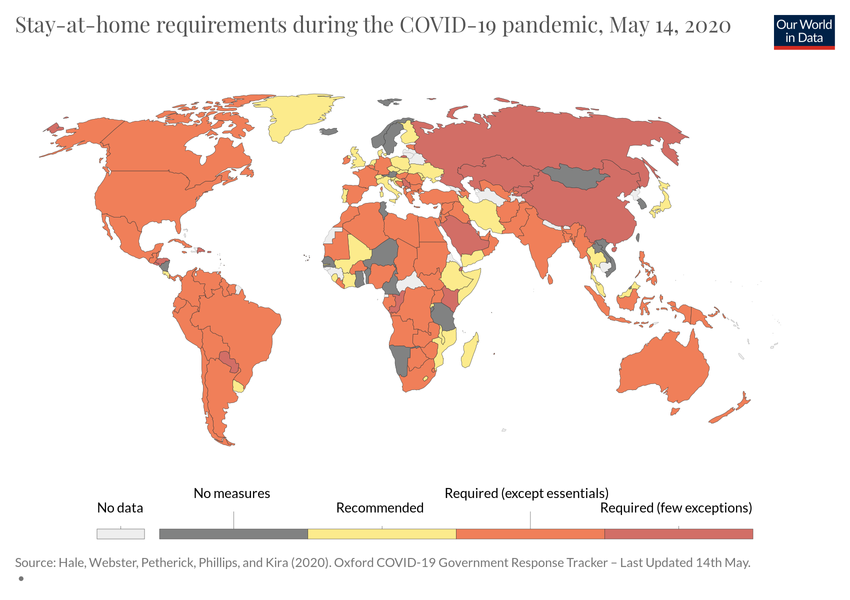 Stay-at-home requirements during the COVID-19 pandemic, May 14, 2020
Our World
in Data
No data
No measures
Recommended
Required (except essentials)
Required (few exceptions)
Source: Hale, Webster, Petherick, Phillips, and Kira (2020). Oxford COVID-19 Government Response Tracker – Last Updated 14th May.